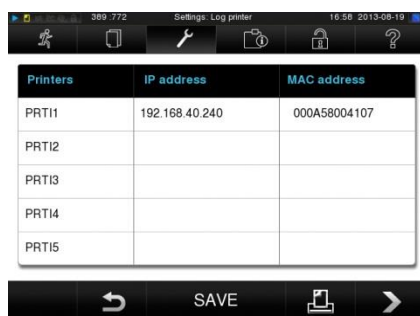 389 :772 Settings: Log printer 16:58 2013-08-19
Printers IP address MAC address
PRTI1 192.168.40.240 000A58004107
PRTI2
PRTI3
PRTI4
PRTI5
SAVE